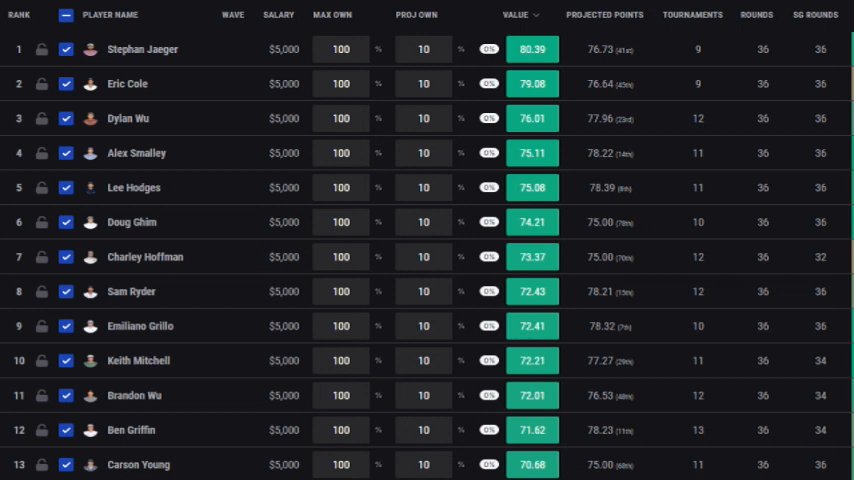 RANK PLAYER NAME WAVE SALARY MAX OWN PROJ OWN VALUE PROJECTED POINTS TOURNAMENTS ROUNDS SG ROUNDS
1 Stephan Jaeger $5,000 100 % 10 % 0% 80.39 76.73 (41st) 9 36 36
2 Eric Cole $5,000 100 % 10 % 0% 79.08 76.64 (45th) 9 36 36
3 Dylan Wu $5,000 100 % 10 % 0% 76.01 77.96 (23rd) 12 36 36
4 Alex Smalley $5,000 100 % 10 % 0% 75.11 78.22 (14th) 11 36 36
5 Lee Hodges $5,000 100 % 10 % 0% 75.08 78.39 (6th) 11 36 36
6 Doug Ghim $5,000 100 % 10 % 0% 74.21 75.00 10 36 36
7 Charley Hoffman $5,000 100 % 10 % 0% 73.37 75.00 (70th) 12 36 32
8 Sam Ryder $5,000 100 % 10 % 0% 72.43 78.21 (15th) 12 36 36
9 Emiliano Grillo $5,000 100 % 10 % 0% 72.41 78.32 (7th) 10 36 36
10 Keith Mitchell $5,000 100 % 10 % 0% 72.21 77.27 (29th) 11 36 34
11 Brandon Wu $5,000 100 % 10 % 0% 72.01 76.53 (48th) 12 36 34
12 Ben Griffin $5,000 100 % 10 % 0% 71.62 78.23 (11th) 13 36 34
13 Carson Young $5,000 100 % 10 % 0% 70.68 75.00 (68th) 11 36 36